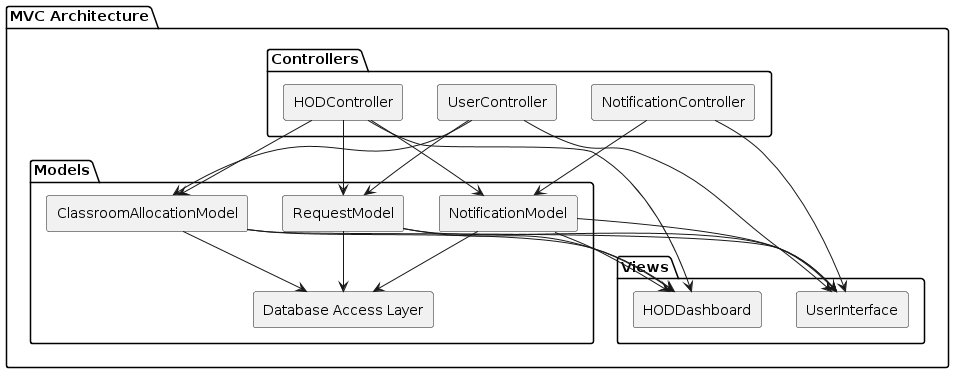 MVC Architecture
Controllers
HODController
UserController
NotificationController
Models
ClassroomAllocationModel
RequestModel
NotificationModel
Views
Database Access Layer
HODDashboard
UserInterface